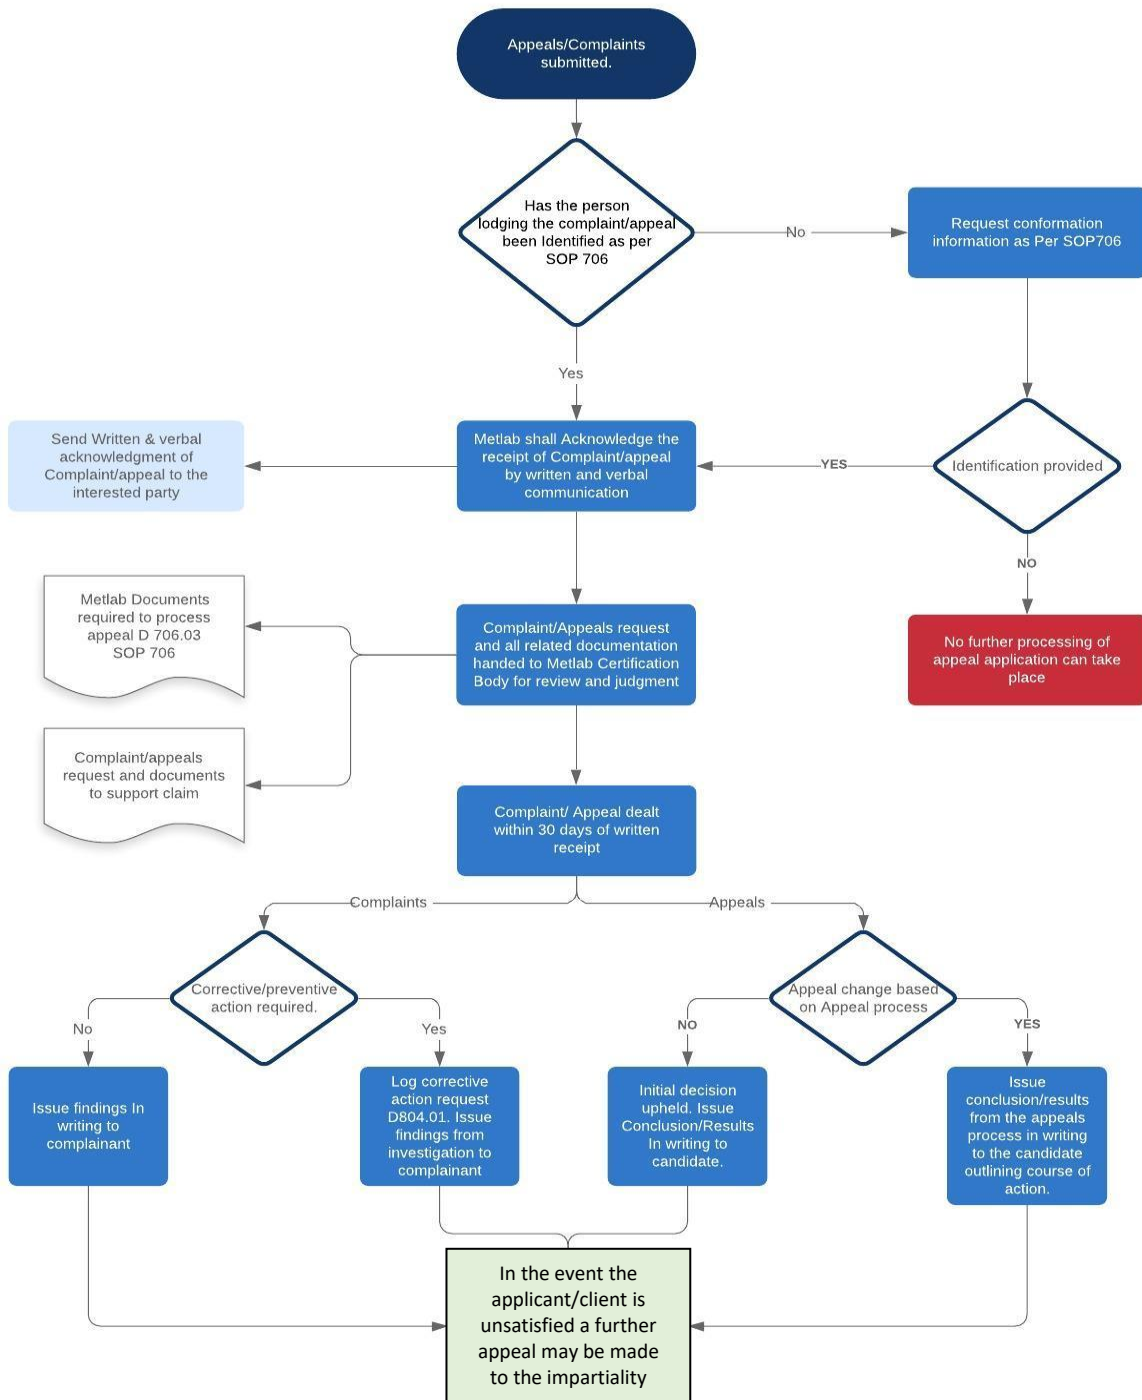 Appeals/Complaints
submitted.
Has the person
lodging the complaint/appeal
been Identified as per
SOP 706
No
Request conformation
information as Per SOP706
Yes
Send Written & verbal
acknowledgment of
Complaint/appeal to the
interested party
Metlab shall Acknowledge the
receipt of Complaint/appeal
by written and verbal
communication
YES
Identification provided
NO
Metlab Documents
required to process
appeal D 706.03
SOP 706
Complaint/Appeals request
and all related documentation
handed to Metlab Certification
Body for review and judgment
No further processing of
appeal application can take
place
Complaint/appeals
request and documents
to support claim
Complaint/ Appeal dealt
within 30 days of written
receipt
Complaints
Appeals
Corrective/preventive
action required.
Appeal change based
on Appeal process
No
Yes
NO
YES
Issue findings In
writing to
complainant
Log corrective
action request
D804.01. Issue
findings from
investigation to
complainant
Initial decision
upheld. Issue
Conclusion/Results
In writing to
candidate.
Issue
conclusion/results
from the appeals
process in writing
to the candidate
outlining course of
action.
In the event the
applicant/client is
unsatisfied a further
appeal may be made
to the impartiality